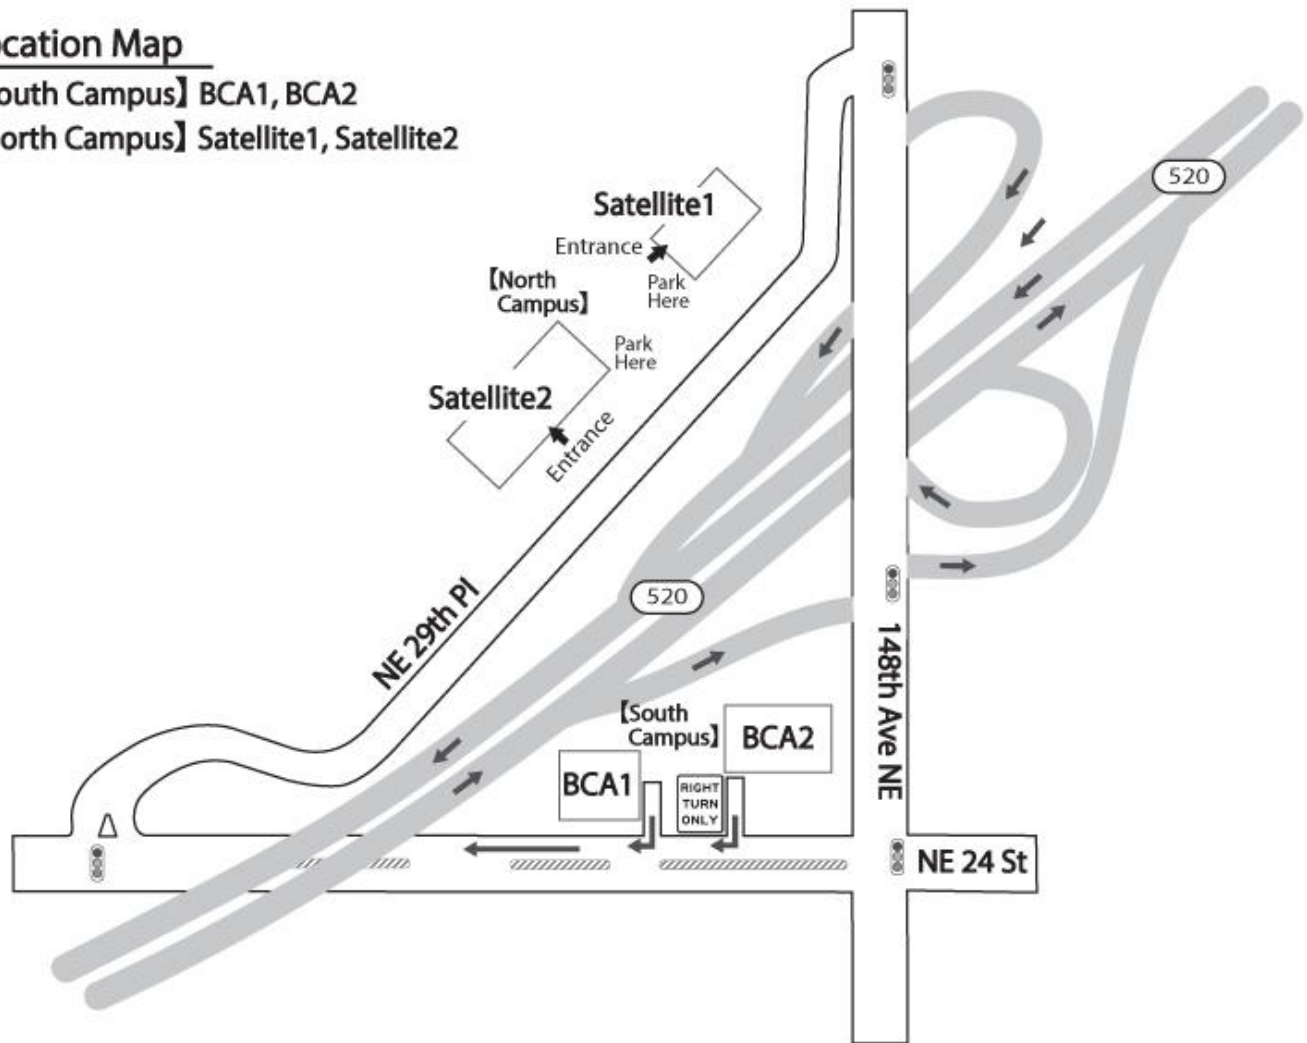 ocation Map
outh Campus】 BCA1, BCA2
orth Campus】 Satellite1, Satellite2
520
Satellite1
Entrance
Park
Here
【North
Campus】
Park
Here
Satellite2
Entrance
NE 29th Pl
520
148th Ave NE
【South
Campus】
BCA2
BCA1
RIGHT
TURN
ONLY
NE 24 St